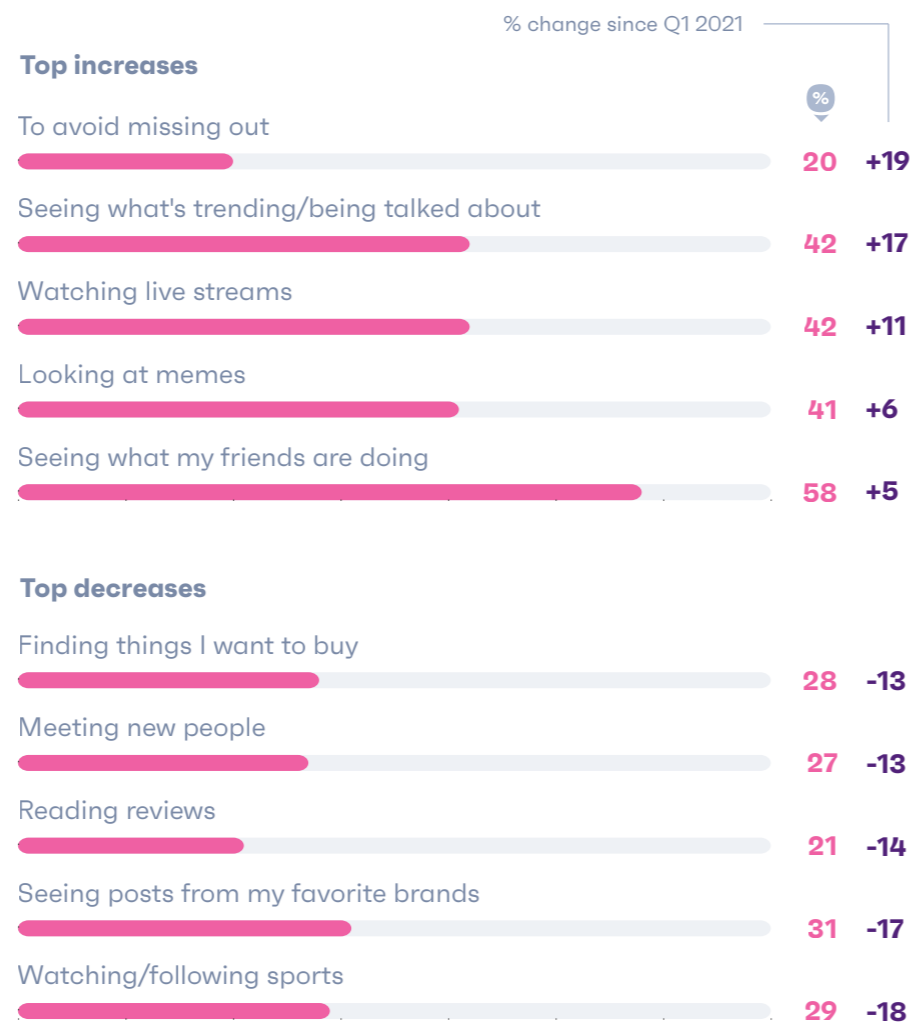 % change since Q1 2021
Top increases
%
To avoid missing out
20 +19
Seeing what's trending/being talked about
42 +17
Watching live streams
42 +11
Looking at memes
41 +6
Seeing what my friends are doing
58 +5
Top decreases
Finding things I want to buy
28 -13
Meeting new people
27 -13
Reading reviews
21 -14
Seeing posts from my favorite brands
31 -17
Watching/following sports
29 -18